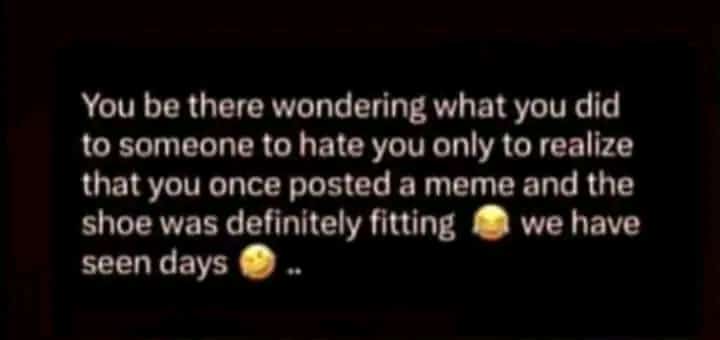 You be there wondering what you did
to someone to hate you only to realize
that you once posted a meme and the
shoe was definitely fitting 😂 we have
seen days 🤣 ..